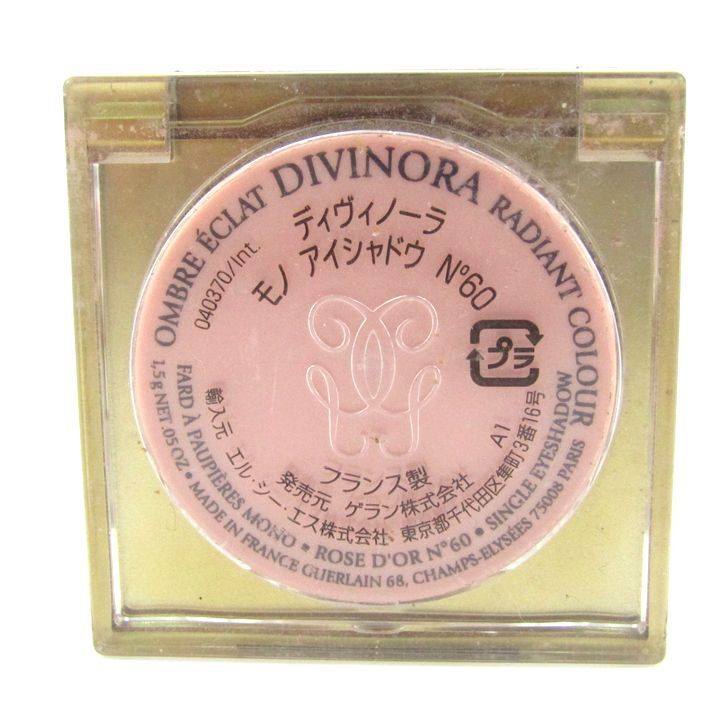 OMBRE ÉCLAT DIVINORA RADIANT COLOUR
ディヴィノーラ
モノ アイシャドウ N°60
040370/Int.
プラ
A1
フランス製
発売元 ゲラン株式会社
輸入元 エル・シー・エス株式会社 東京都千代田区隼町3番16号
FARD À PAUPIÈRES MONO • ROSE D'OR N°60 • SINGLE EYESHADOW
1,5 g NET .05 OZ • MADE IN FRANCE GUERLAIN 68, CHAMPS-ELYSÉES 75008 PARIS